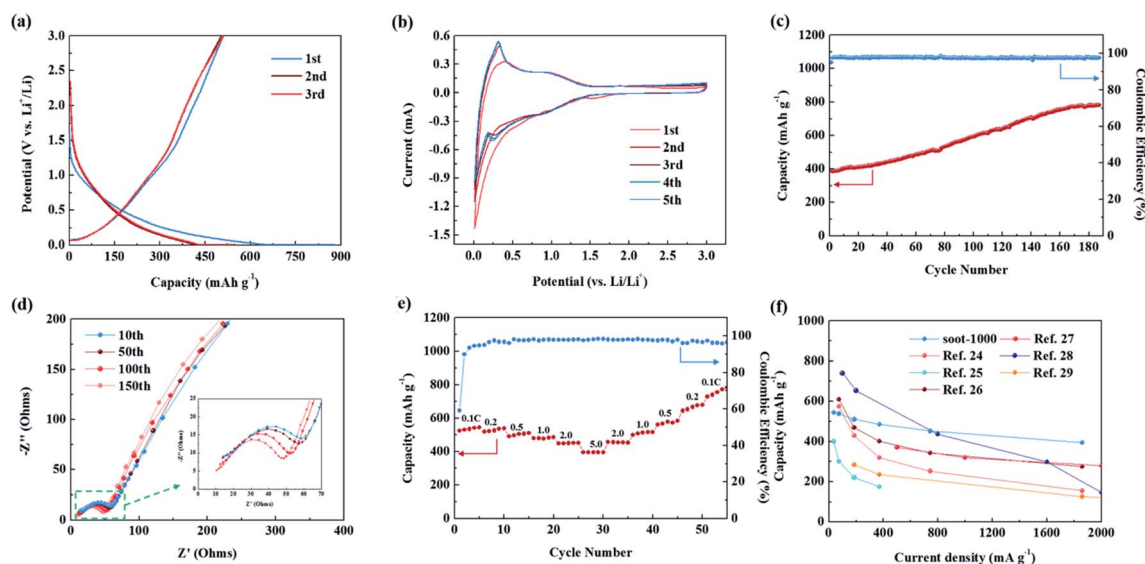 (a)
3.0
2.5
2.0
1.5
1.0
0.5
0.0
Potential (V vs. Li⁺/Li)
1st
2nd
3rd
0 150 300 450 600 750 900
Capacity (mAh g⁻¹)
(b)
0.6
0.3
0.0
-0.3
-0.6
-0.9
-1.2
-1.5
Current (mA)
1st
2nd
3rd
4th
5th
0.0 0.5 1.0 1.5 2.0 2.5 3.0
Potential (vs. Li/Li⁺)
(c)
1200
1000
800
600
400
200
0
Capacity (mAh g⁻¹)
100
80
60
40
20
0
Coulombic Efficiency (%)
0 30 60 90 120 150 180
Cycle Number
(d)
-200
-150
-100
-50
0
-Z'' (Ohms)
10th
50th
100th
150th
0 100 200 300 400
Z' (Ohms)
-Z'' (Ohms)
25
20
15
10
5
0
0 10 20 30 40 50 60 70
Z' (Ohms)
(e)
1200
1000
800
600
400
200
0
Capacity (mAh g⁻¹)
0.1C 0.2 0.5 1.0 2.0 5.0 2.0 1.0 0.5 0.2 0.1C
100
80
60
40
20
0
Coulombic Efficiency (%)
0 10 20 30 40 50
Cycle Number
(f)
1000
800
600
400
200
0
Capacity (mAh g⁻¹)
soot-1000
Ref. 24
Ref. 25
Ref. 26
Ref. 27
Ref. 28
Ref. 29
0 400 800 1200 1600 2000
Current density (mA g⁻¹)